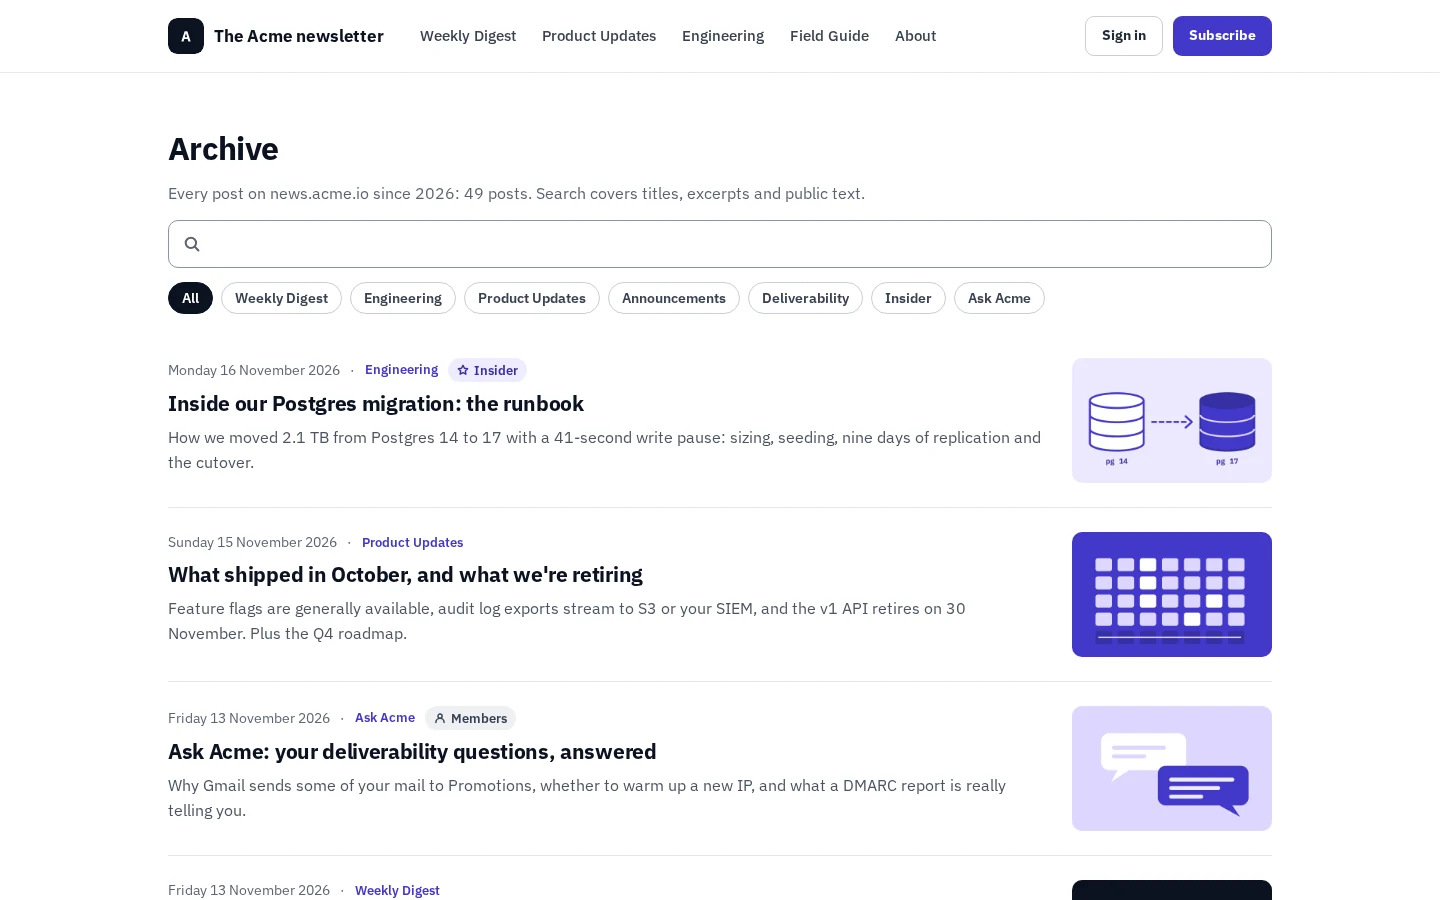 A
The Acme newsletter
Weekly Digest
Product Updates
Engineering
Field Guide
About
Sign in
Subscribe
Archive
Every post on news.acme.io since 2026: 49 posts. Search covers titles, excerpts and public text.
All
Weekly Digest
Engineering
Product Updates
Announcements
Deliverability
Insider
Ask Acme
Monday 16 November 2026 · Engineering Insider
Inside our Postgres migration: the runbook
How we moved 2.1 TB from Postgres 14 to 17 with a 41-second write pause: sizing, seeding, nine days of replication and
the cutover.
pg 14
pg 17
Sunday 15 November 2026 · Product Updates
What shipped in October, and what we're retiring
Feature flags are generally available, audit log exports stream to S3 or your SIEM, and the v1 API retires on 30
November. Plus the Q4 roadmap.
Friday 13 November 2026 · Ask Acme Members
Ask Acme: your deliverability questions, answered
Why Gmail sends some of your mail to Promotions, whether to warm up a new IP, and what a DMARC report is really
telling you.
Friday 13 November 2026 · Weekly Digest